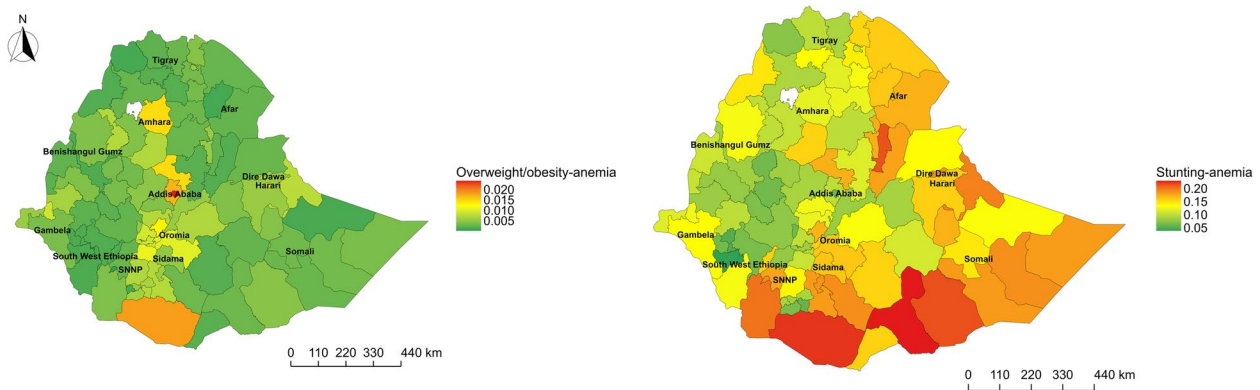 N
Tigray
Afar
Amhara
Benishangul Gumz
Dire Dawa
Harari
Addis Ababa
Gambela
Oromia
South West Ethiopia
Sidama
SNNP
Somali
Overweight/obesity-anemia
0.020
0.015
0.010
0.005
0 110 220 330 440 km
Tigray
Afar
Amhara
Benishangul Gumz
Dire Dawa
Harari
Addis Ababa
Gambela
Oromia
South West Ethiopia
Sidama
SNNP
Somali
Stunting-anemia
0.20
0.15
0.10
0.05
0 110 220 330 440 km